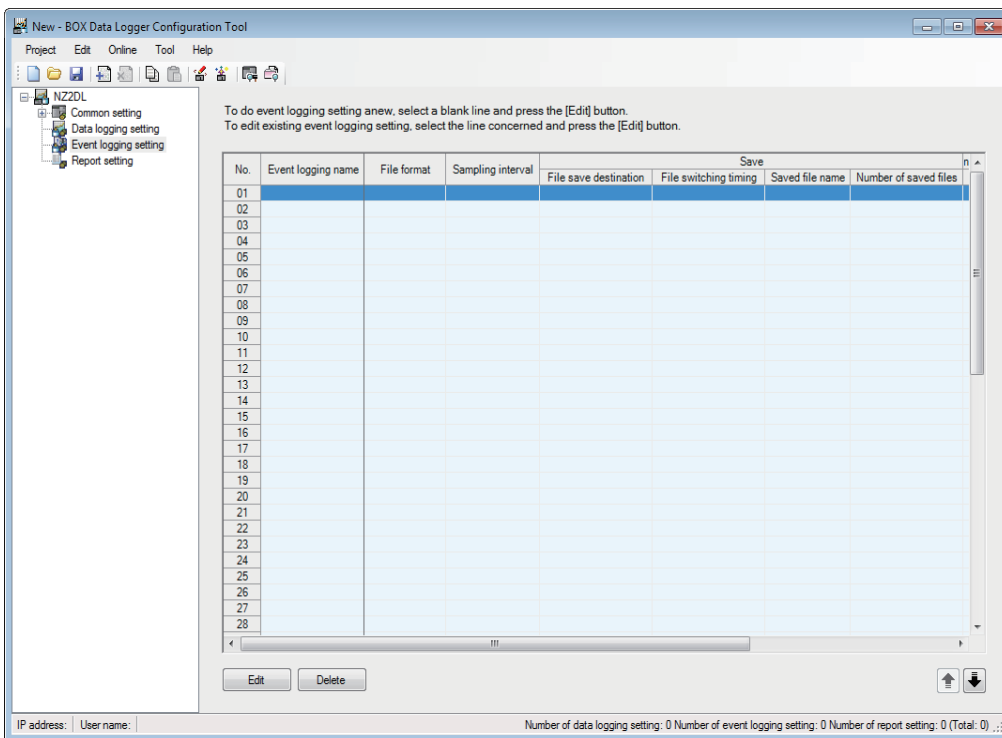 New - BOX Data Logger Configuration Tool
Project Edit Online Tool Help
NZ2DL
Common setting
Data logging setting
Event logging setting
Report setting
To do event logging setting anew, select a blank line and press the [Edit] button.
To edit existing event logging setting, select the line concerned and press the [Edit] button.
No. Event logging name File format Sampling interval Save n
File save destination File switching timing Saved file name Number of saved files
01
02
03
04
05
06
07
08
09
10
11
12
13
14
15
16
17
18
19
20
21
22
23
24
25
26
27
28
Edit Delete
IP address: User name: Number of data logging setting: 0 Number of event logging setting: 0 Number of report setting: 0 (Total: 0)